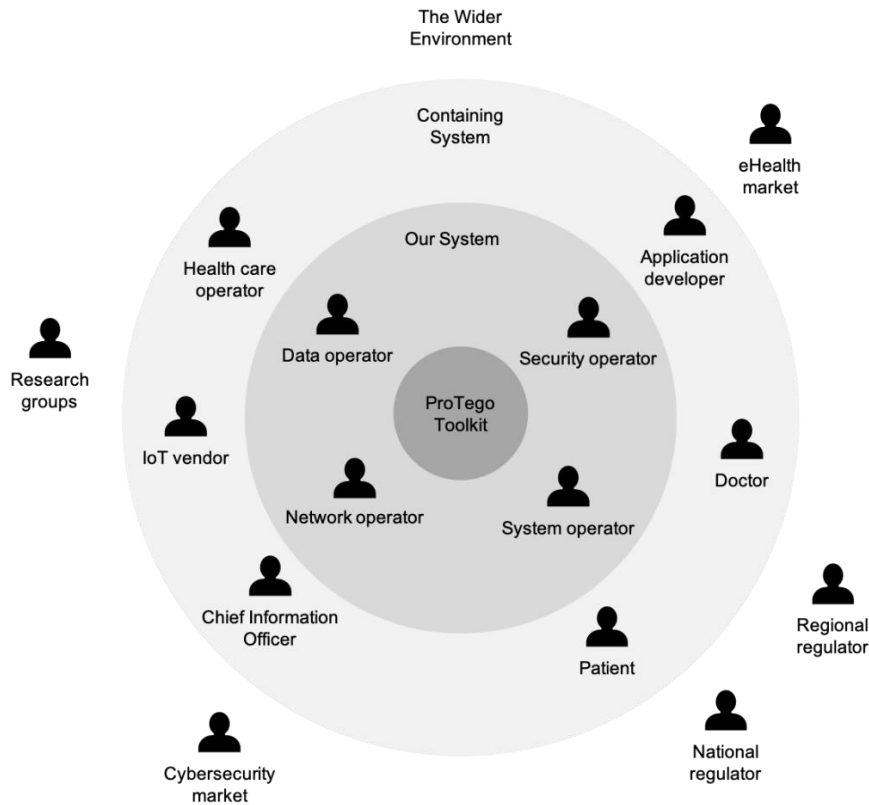 The Wider
Environment
Containing
System
eHealth
market
Our System
Health care
operator
Application
developer
Data operator
Security operator
Research
groups
ProTego
Toolkit
IoT vendor
Doctor
Network operator
System operator
Chief Information
Officer
Regional
regulator
Patient
National
regulator
Cybersecurity
market